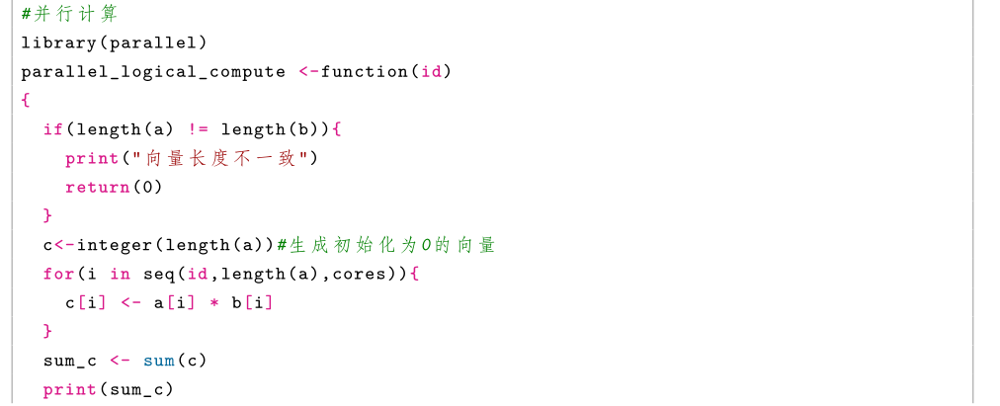 #并行计算
library(parallel)
parallel_logical_compute <-function(id)
{
  if(length(a) != length(b)){
    print("向量长度不一致")
    return(0)
  }
  c<-integer(length(a))#生成初始化为0的向量
  for(i in seq(id,length(a),cores)){
    c[i] <- a[i] * b[i]
  }
  sum_c <- sum(c)
  print(sum_c)